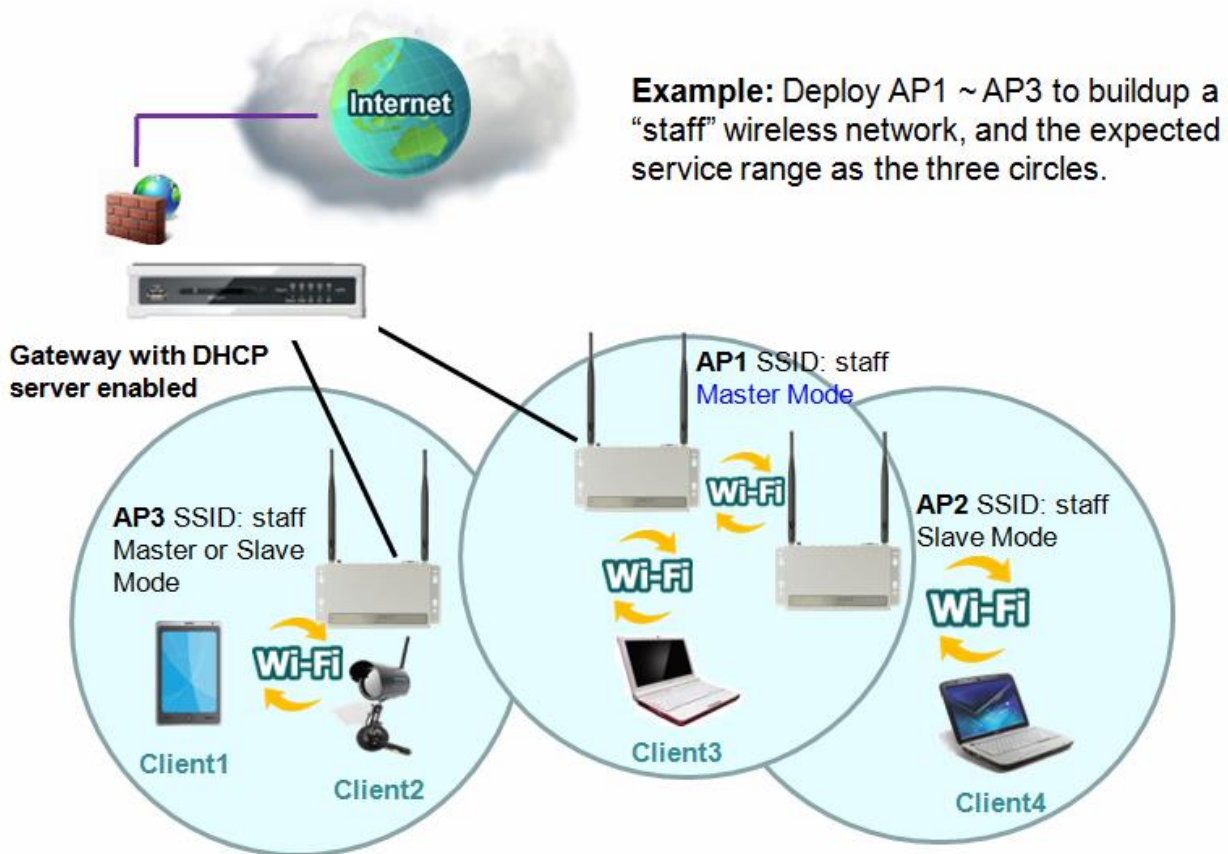 Internet
Example: Deploy AP1 ~ AP3 to buildup a
“staff” wireless network, and the expected
service range as the three circles.
Gateway with DHCP
server enabled
AP1 SSID: staff
Master Mode
Wi-Fi
AP2 SSID: staff
Slave Mode
AP3 SSID: staff
Master or Slave
Mode
Wi-Fi
Wi-Fi
Wi-Fi
Client1
Client2
Client3
Client4